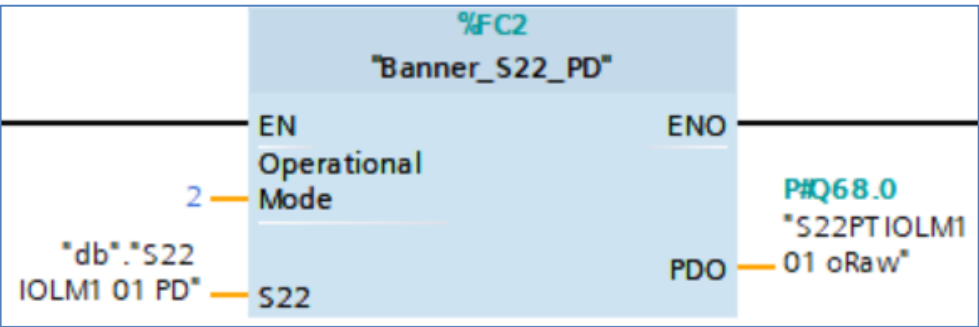 %FC2
"Banner_S22_PD"
EN
ENO
Operational
2
Mode
P#Q68.0
"S22PTIOLM1
"db"."S22
01 oRaw"
IOLM1 01 PD"
S22
PDO